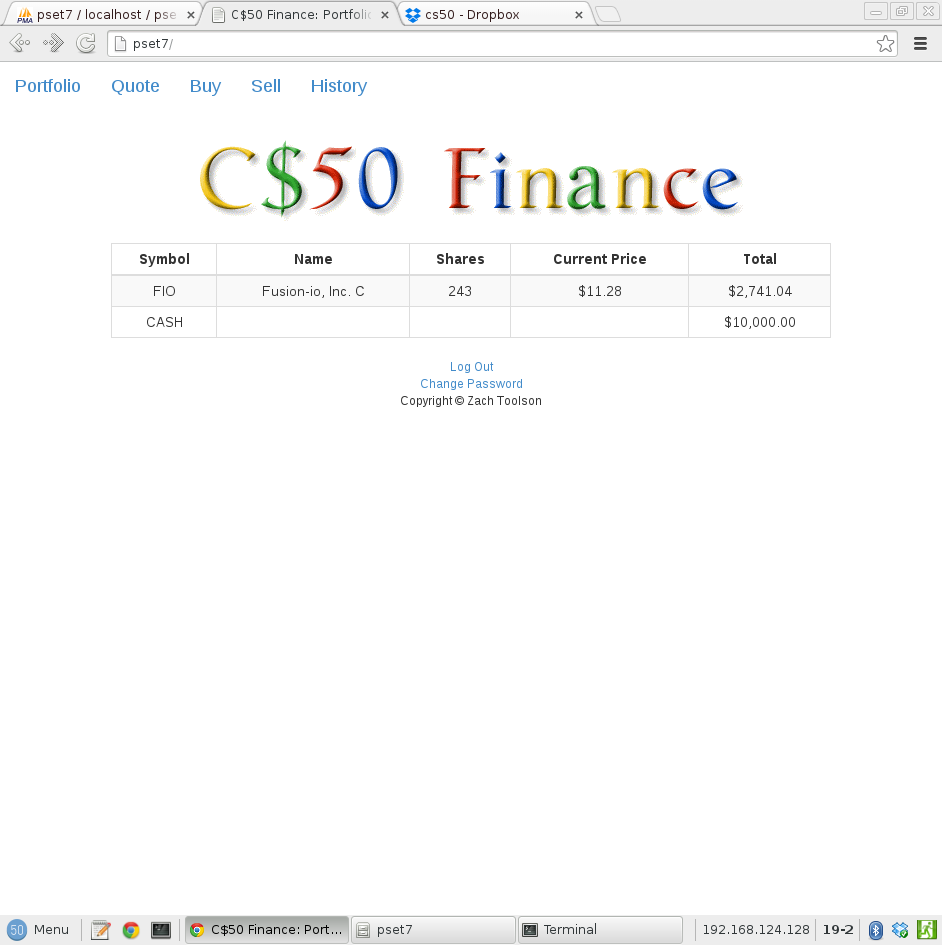 pset7 / localhost / pse
C$50 Finance: Portfolio
cs50 - Dropbox
pset7/
Portfolio Quote Buy Sell History
C$50 Finance
Symbol Name Shares Current Price Total
FIO Fusion-io, Inc. C 243 $11.28 $2,741.04
CASH $10,000.00
Log Out
Change Password
Copyright © Zach Toolson
50 Menu C$50 Finance: Port... pset7 Terminal 192.168.124.128 19-2